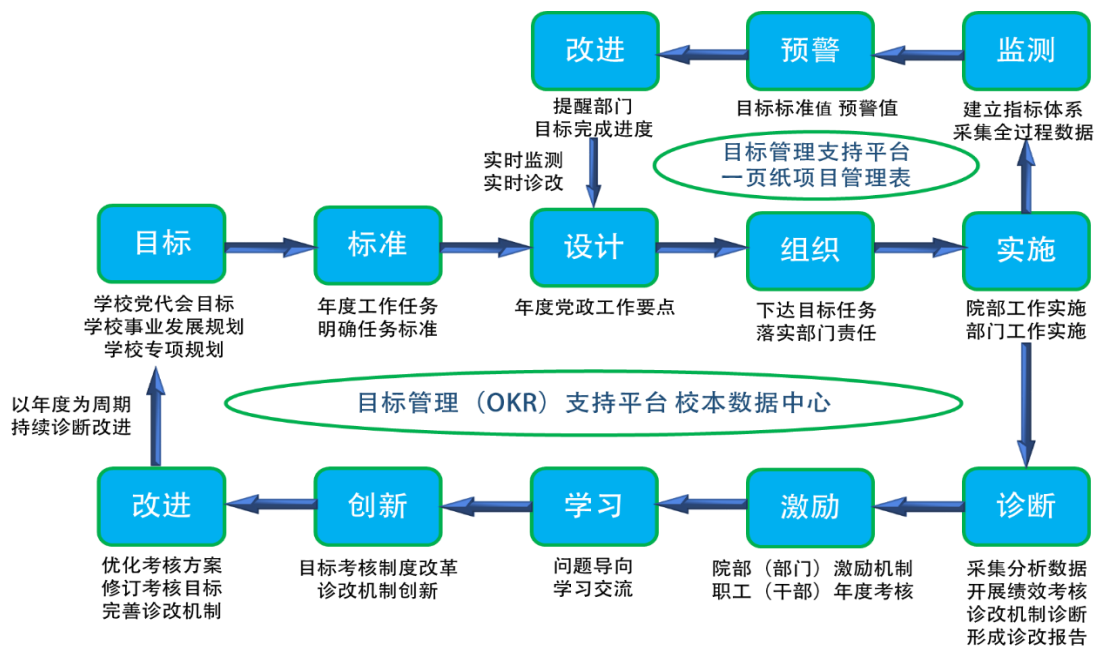 改进
预警
监测
提醒部门
目标完成进度
目标标准值 预警值
建立指标体系
采集全过程数据
实时监测
实时诊改
目标管理支持平台
一页纸项目管理表
目标
标准
设计
组织
实施
学校党代会目标
学校事业发展规划
学校专项规划
年度工作任务
明确任务标准
年度党政工作要点
下达目标任务
落实部门责任
院部工作实施
部门工作实施
以年度为周期
持续诊断改进
目标管理（OKR）支持平台 校本数据中心
改进
创新
学习
激励
诊断
优化考核方案
修订考核目标
完善诊改机制
目标考核制度改革
诊改机制创新
问题导向
学习交流
院部（部门）激励机制
职工（干部）年度考核
采集分析数据
开展绩效考核
诊改机制诊断
形成诊改报告